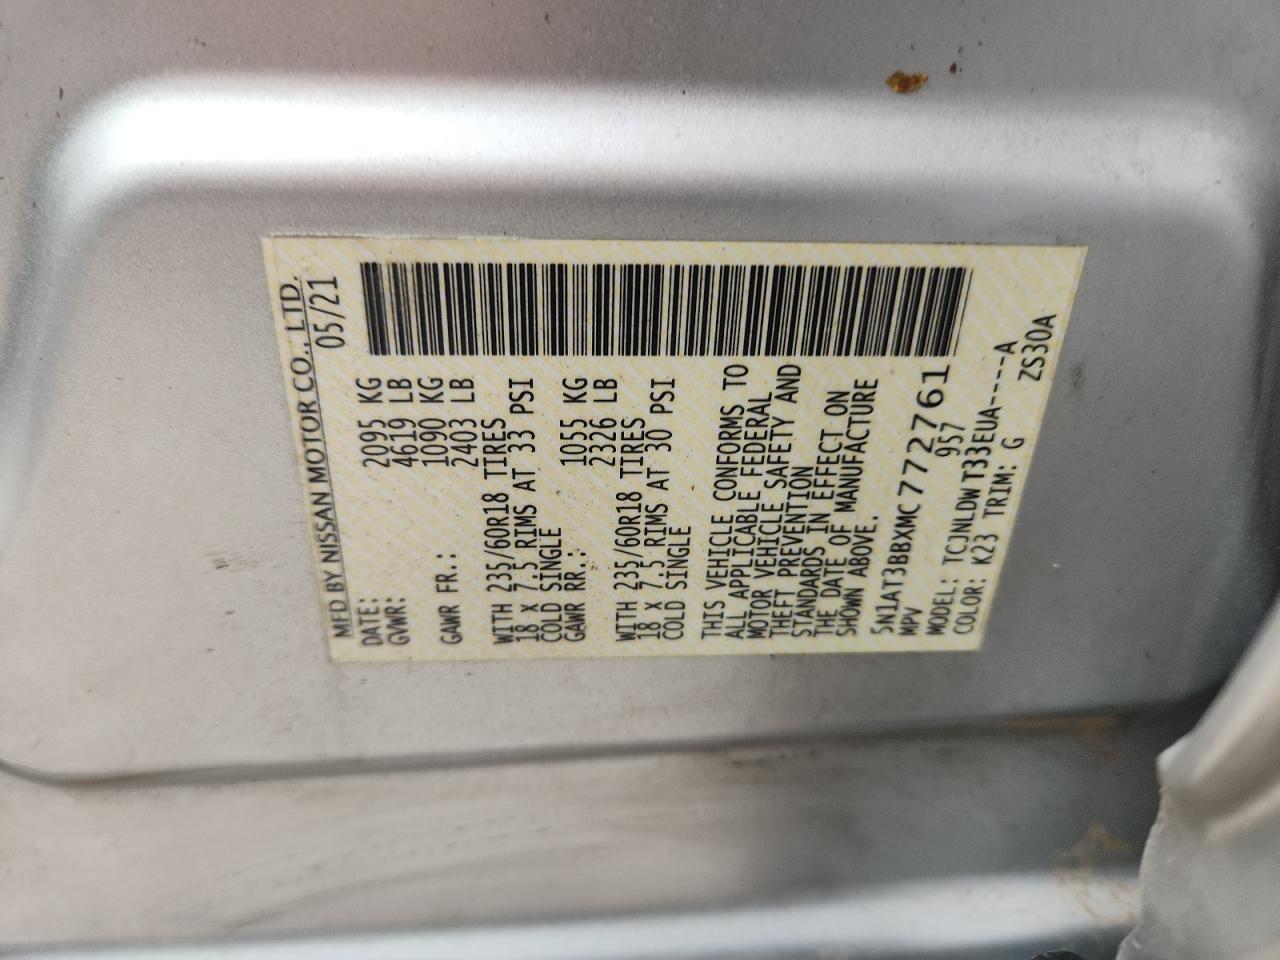 MFD BY NISSAN MOTOR CO., LTD.
DATE: 05/21
GVWR: 2095 KG
4619 LB
GAWR FR.: 1090 KG
2403 LB
WITH 235/60R18 TIRES
18 X 7.5 RIMS AT 33 PSI
COLD SINGLE
GAWR RR.: 1055 KG
2326 LB
WITH 235/60R18 TIRES
18 X 7.5 RIMS AT 30 PSI
COLD SINGLE
THIS VEHICLE CONFORMS TO
ALL APPLICABLE FEDERAL
MOTOR VEHICLE SAFETY AND
THEFT PREVENTION
STANDARDS IN EFFECT ON
THE DATE OF MANUFACTURE
SHOWN ABOVE.
5N1AT3BBXMC772761
MPV 957
MODEL: TCJNLDWT33EUA----A
COLOR: K23 TRIM: G ZS30A